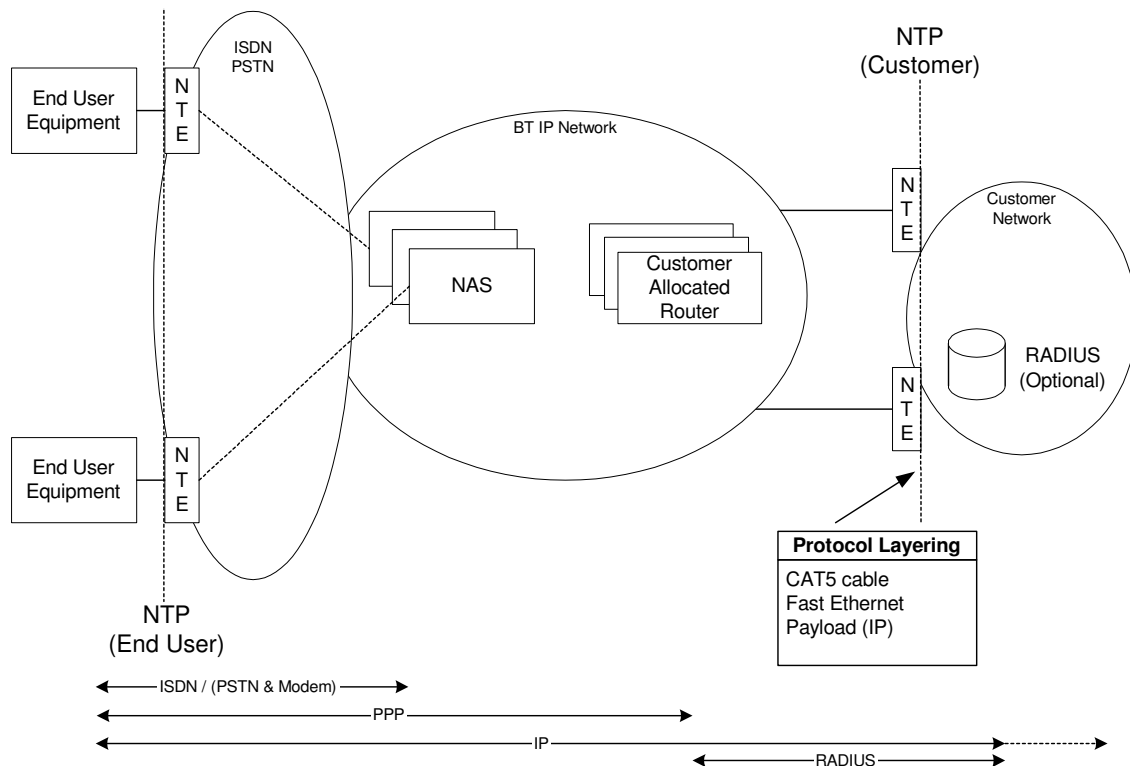 ISDN
PSTN
NTP
(Customer)
End User
Equipment
N
T
E
BT IP Network
N
T
E
Customer
Network
NAS
Customer
Allocated
Router
RADIUS
(Optional)
N
T
E
End User
Equipment
N
T
E
Protocol Layering
CAT5 cable
Fast Ethernet
Payload (IP)
NTP
(End User)
ISDN / (PSTN & Modem)
PPP
IP
RADIUS